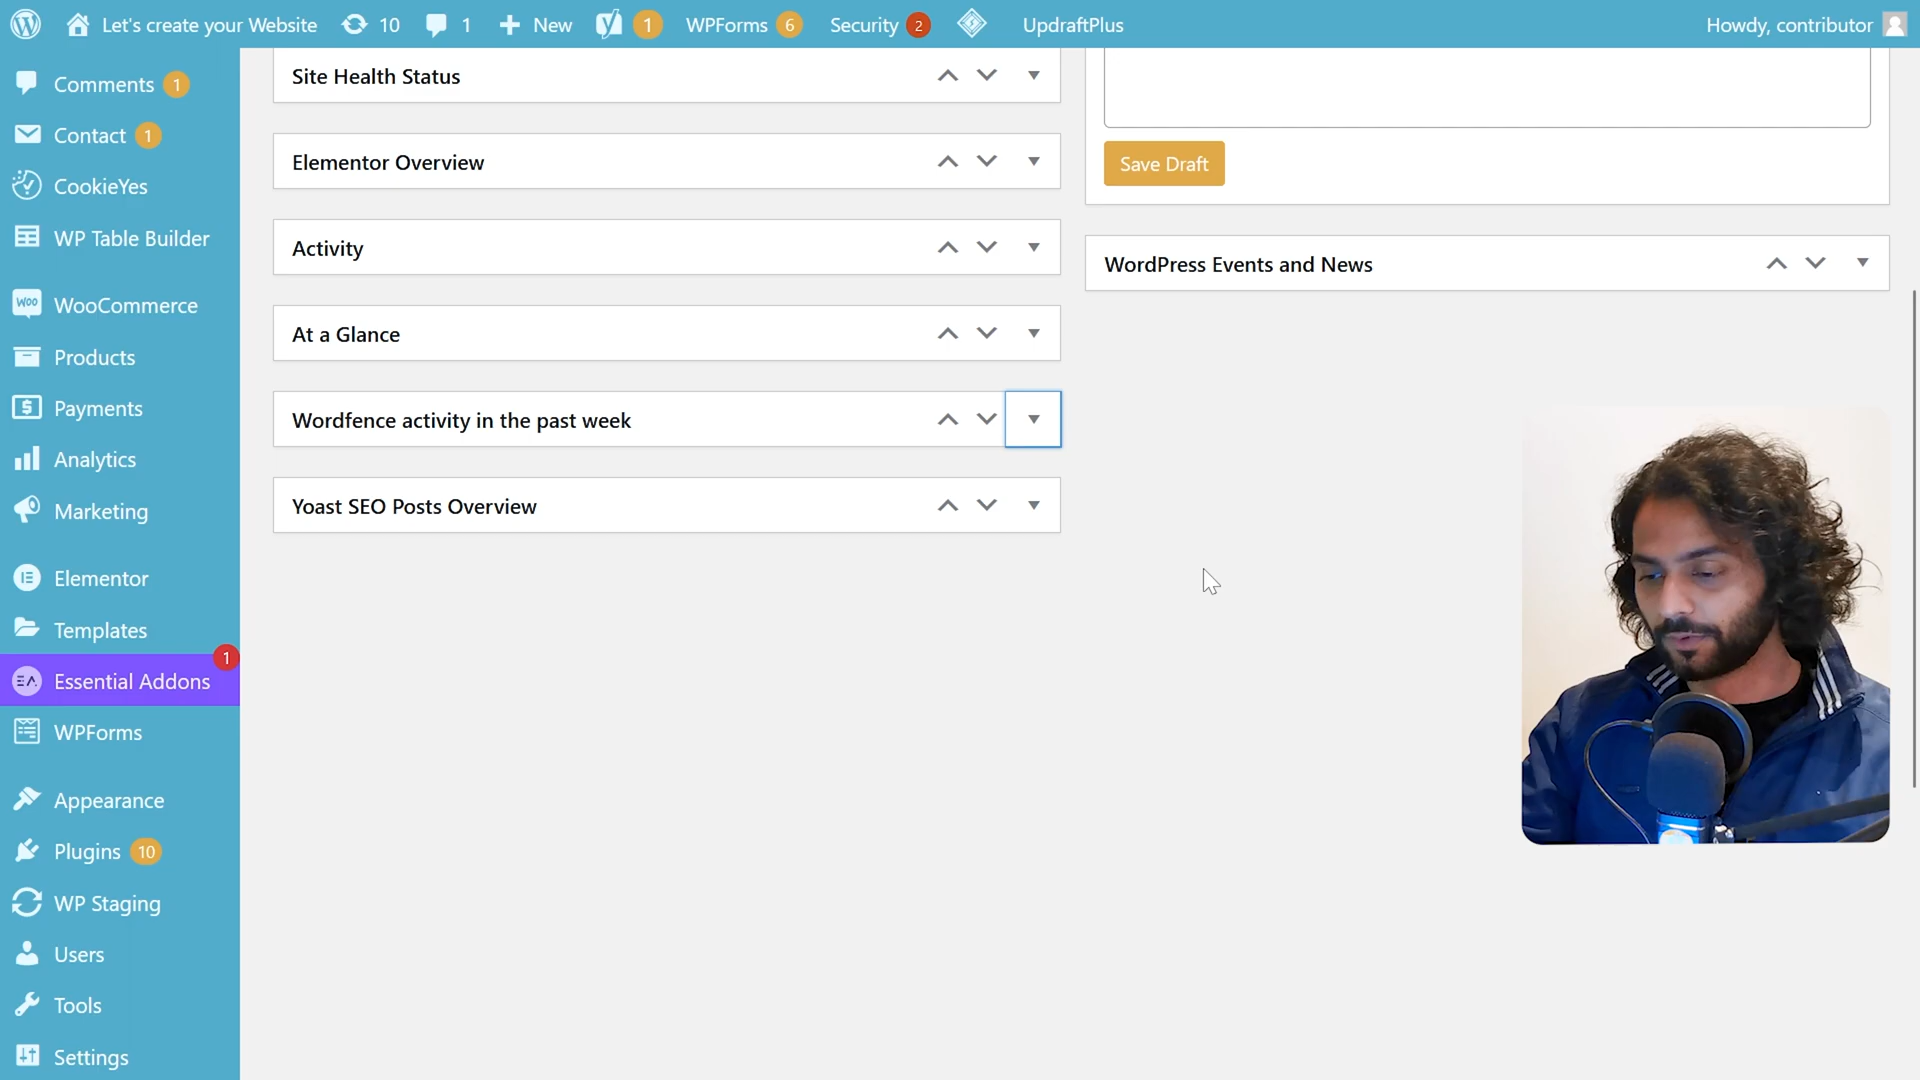 Let's create your Website 10 1 New 1 WPForms 6 Security 2 UpdraftPlus Howdy, contributor
Comments 1
Contact 1
CookieYes
WP Table Builder
WOO WooCommerce
Products
Payments
Analytics
Marketing
Elementor
Templates
1
EA Essential Addons
WPForms
Appearance
Plugins 10
WP Staging
Users
Tools
Settings
Site Health Status
Elementor Overview
Activity
At a Glance
Wordfence activity in the past week
Yoast SEO Posts Overview
Save Draft
WordPress Events and News